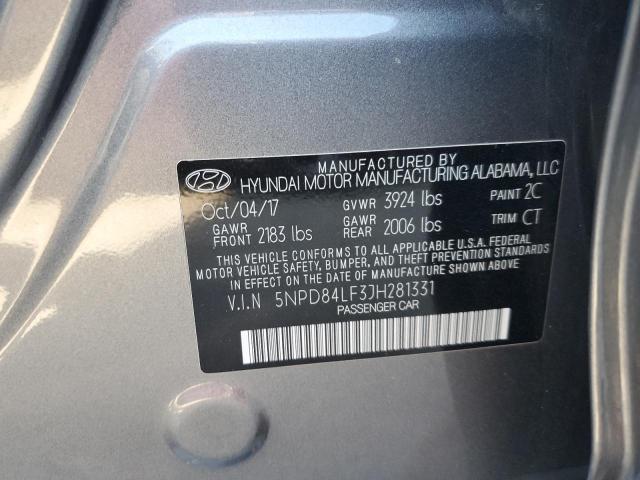 MANUFACTURED BY
HYUNDAI MOTOR MANUFACTURING ALABAMA, LLC
Oct/04/17 GVWR 3924 lbs PAINT 2C
GAWR FRONT 2183 lbs GAWR REAR 2006 lbs TRIM CT
THIS VEHICLE CONFORMS TO ALL APPLICABLE U.S.A. FEDERAL
MOTOR VEHICLE SAFETY, BUMPER, AND THEFT PREVENTION
STANDARDS IN EFFECT ON THE DATE OF MANUFACTURE SHOWN ABOVE.
V.I.N 5NPD84LF3JH281331
PASSENGER CAR